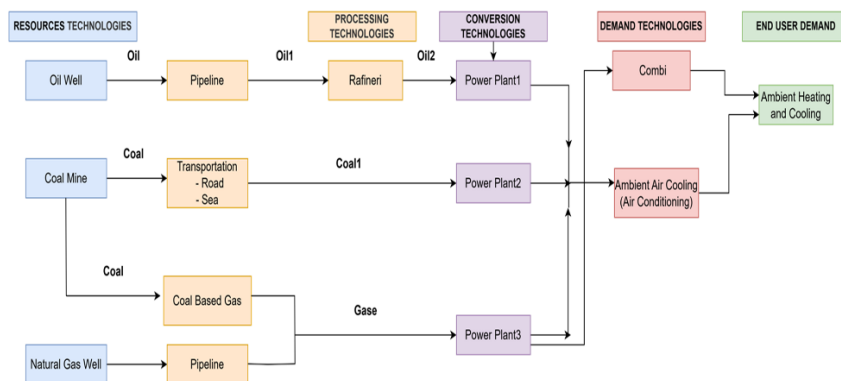 RESOURCES TECHNOLOGIES
PROCESSING
TECHNOLOGIES
CONVERSION
TECHNOLOGIES
DEMAND TECHNOLOGIES
END USER DEMAND
Oil
Oil1
Oil2
Oil Well
Pipeline
Rafineri
Power Plant1
Combi
Ambient Heating
and Cooling
Coal
Coal1
Coal Mine
Transportation
- Road
- Sea
Power Plant2
Ambient Air Cooling
(Air Conditioning)
Coal
Coal Based Gas
Gase
Power Plant3
Natural Gas Well
Pipeline